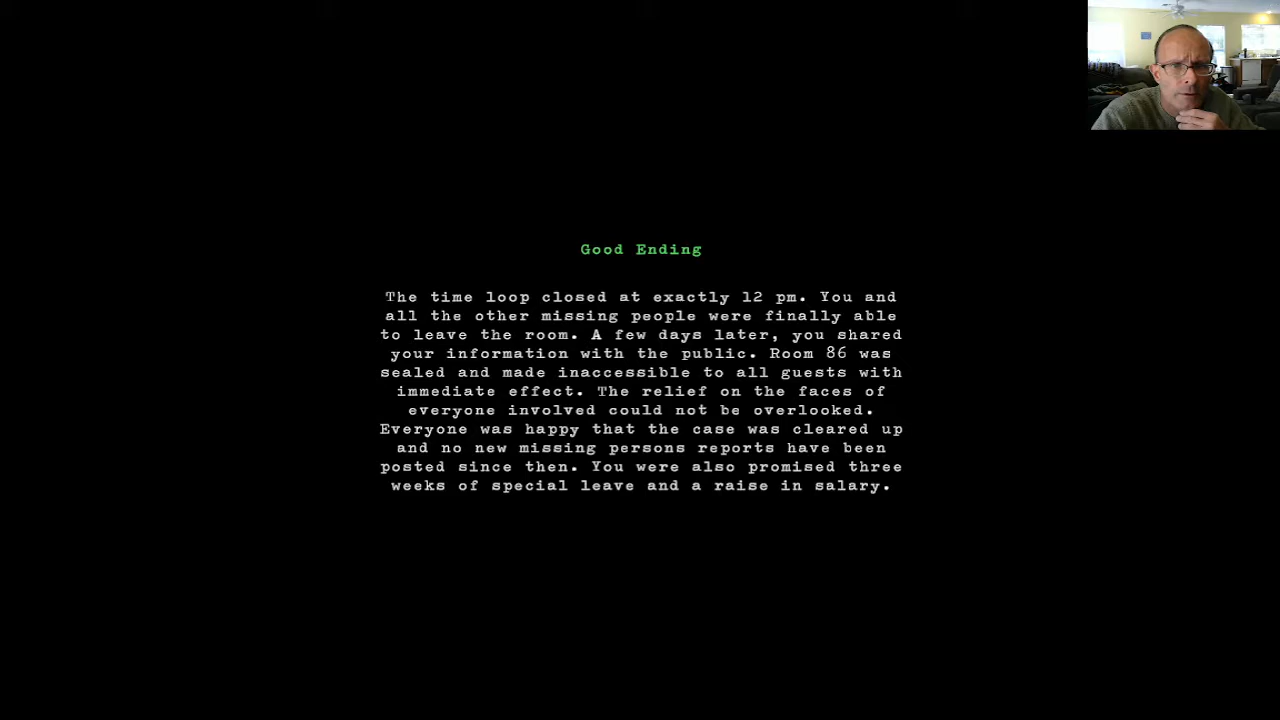 Good Ending
The time loop closed at exactly 12 pm. You and
all the other missing people were finally able
to leave the room. A few days later, you shared
your information with the public. Room 86 was
sealed and made inaccessible to all guests with
immediate effect. The relief on the faces of
everyone involved could not be overlooked.
Everyone was happy that the case was cleared up
and no new missing persons reports have been
posted since then. You were also promised three
weeks of special leave and a raise in salary.